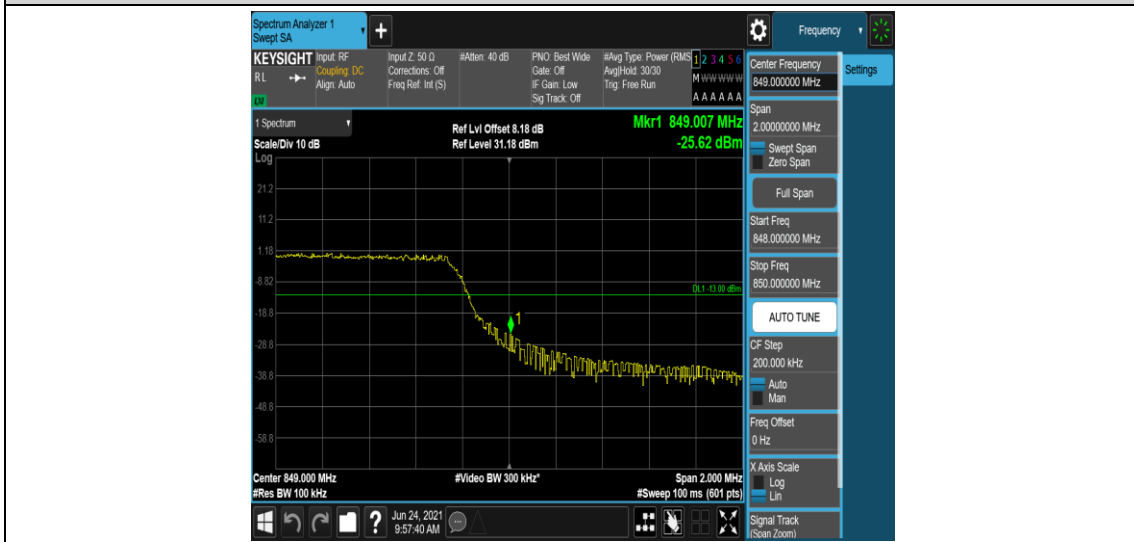 Spectrum Analyzer 1
Swept SA
+
Frequency
KEYSIGHT
RL
LXI
Input: RF
Coupling: DC
Align: Auto
Input Z: 50 Ω
Corrections: Off
Freq Ref: Int (S)
#Atten: 40 dB
PNO: Best Wide
Gate: Off
IF Gain: Low
Sig Track: Off
#Avg Type: Power (RMS
Avg|Hold: 30/30
Trig: Free Run
1 2 3 4 5 6
M W W W W W
A A A A A A
1 Spectrum
Scale/Div 10 dB
Log
Ref Lvl Offset 8.18 dB
Ref Level 31.18 dBm
Mkr1 849.007 MHz
-25.62 dBm
21.2
11.2
1.18
-8.82
-18.8
-28.8
-38.8
-48.8
-58.8
DL1 -13.00 dBm
1
Center 849.000 MHz
#Res BW 100 kHz
#Video BW 300 kHz*
Span 2.000 MHz
#Sweep 100 ms (601 pts)
?
Jun 24, 2021
9:57:40 AM
Center Frequency
849.000000 MHz
Settings
Span
2.00000000 MHz
Swept Span
Zero Span
Full Span
Start Freq
848.000000 MHz
Stop Freq
850.000000 MHz
AUTO TUNE
CF Step
200.000 kHz
Auto
Man
Freq Offset
0 Hz
X Axis Scale
Log
Lin
Signal Track
(Span Zoom)